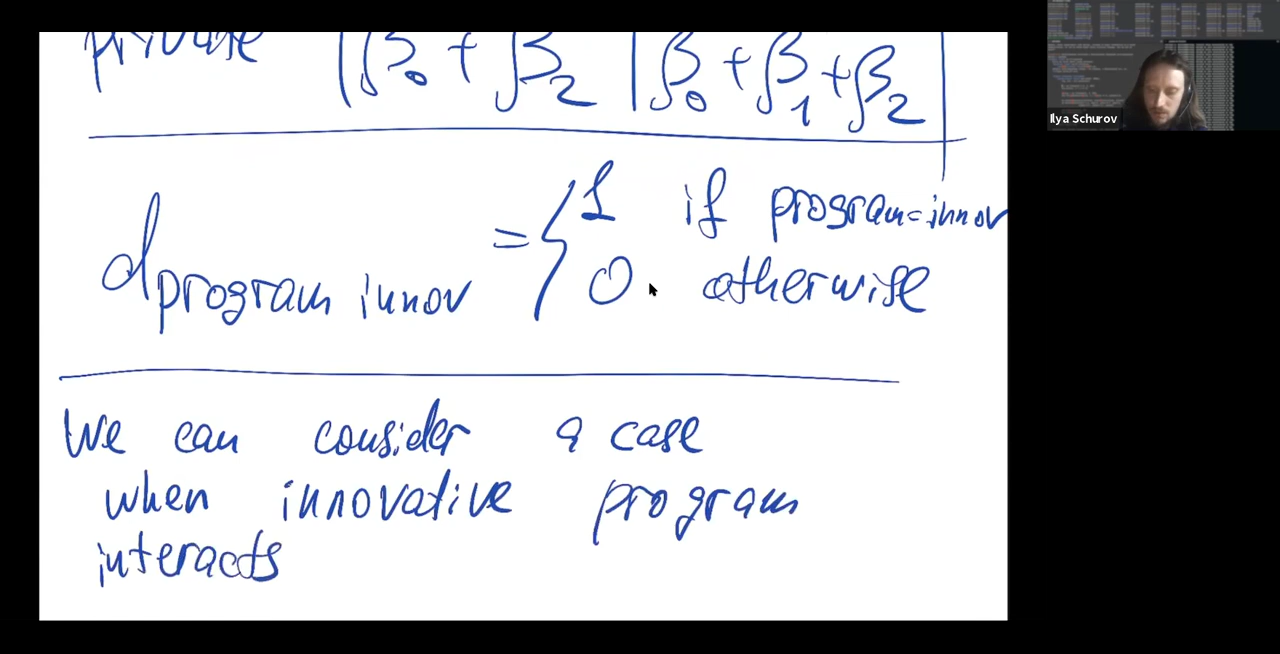 private | β₀ + β₂ | β₀ + β₁ + β₂
d program innov = { 1 if program=innov
0. otherwise
We can consider a case
when innovative program
interacts
Ilya Schurov